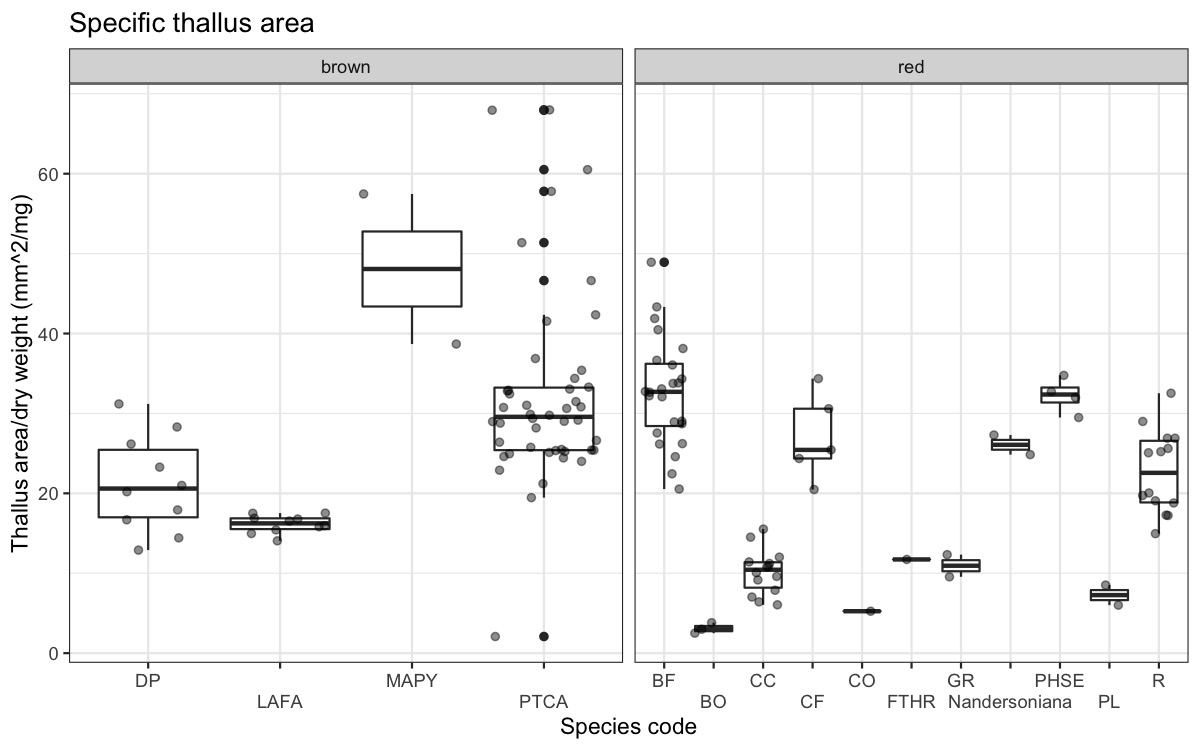 Specific thallus area
brown
red
Thallus area/dry weight (mm^2/mg)
60
40
20
0
DP
LAFA
MAPY
PTCA
BF
BO
CC
CF
CO
FTHR
GR
Nandersoniana
PHSE
PL
R
Species code